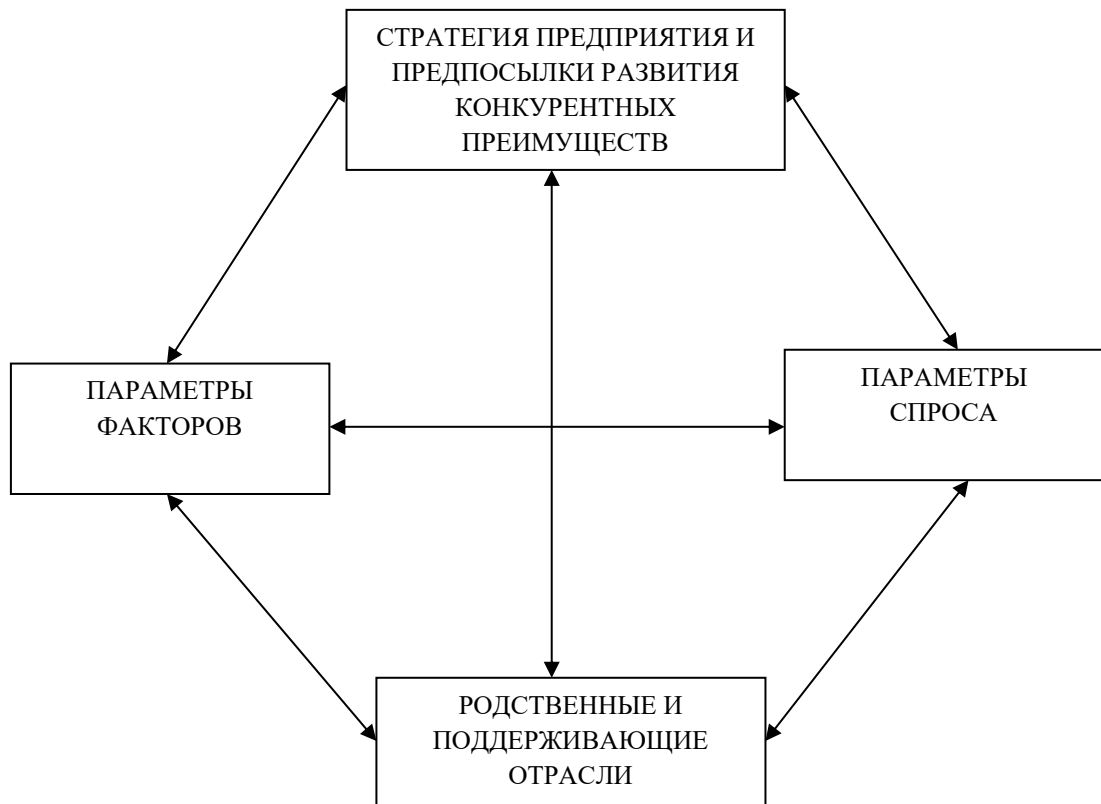 СТРАТЕГИЯ ПРЕДПРИЯТИЯ И
ПРЕДПОСЫЛКИ РАЗВИТИЯ
КОНКУРЕНТНЫХ
ПРЕИМУЩЕСТВ
ПАРАМЕТРЫ
ФАКТОРОВ
ПАРАМЕТРЫ
СПРОСА
РОДСТВЕННЫЕ И
ПОДДЕРЖИВАЮЩИЕ
ОТРАСЛИ